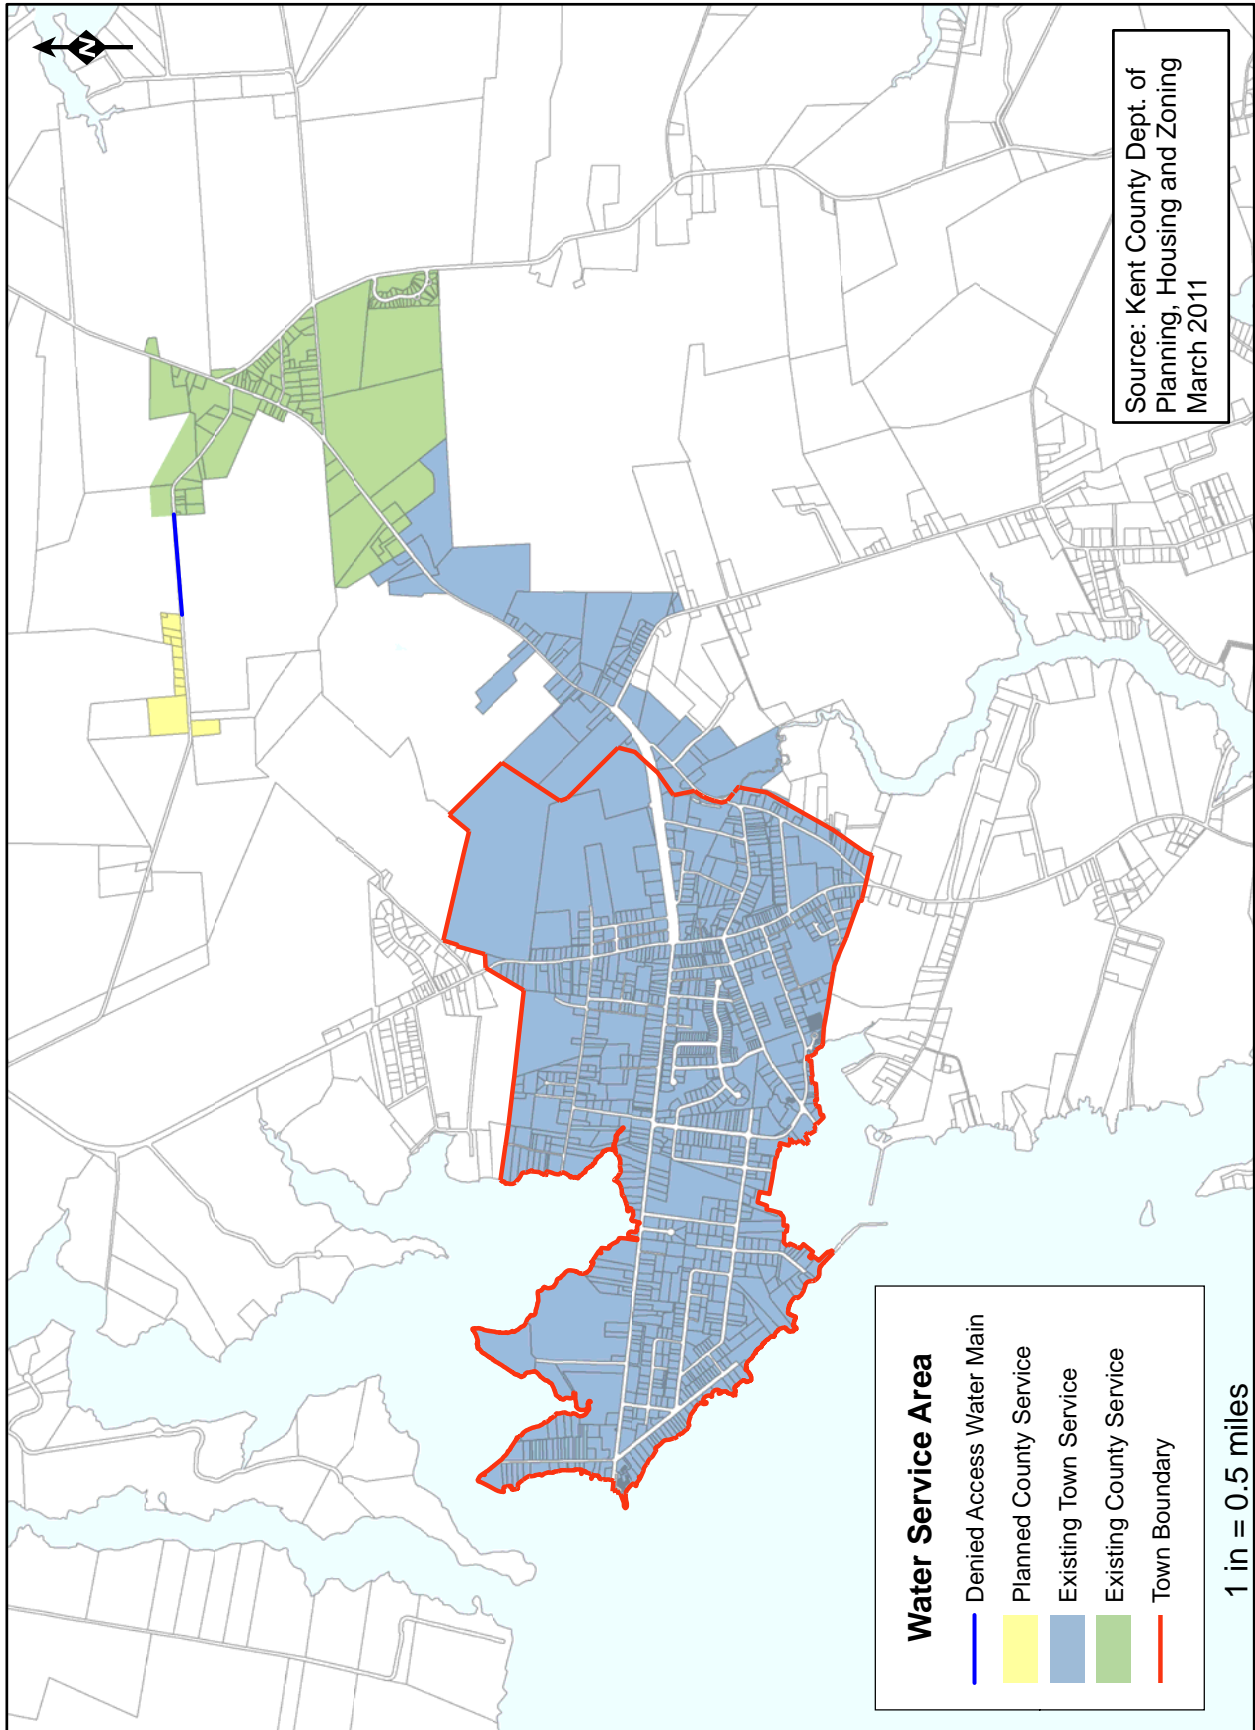 N
Source: Kent County Dept. of
Planning, Housing and Zoning
March 2011
Water Service Area
Denied Access Water Main
Planned County Service
Existing Town Service
Existing County Service
Town Boundary
1 in = 0.5 miles